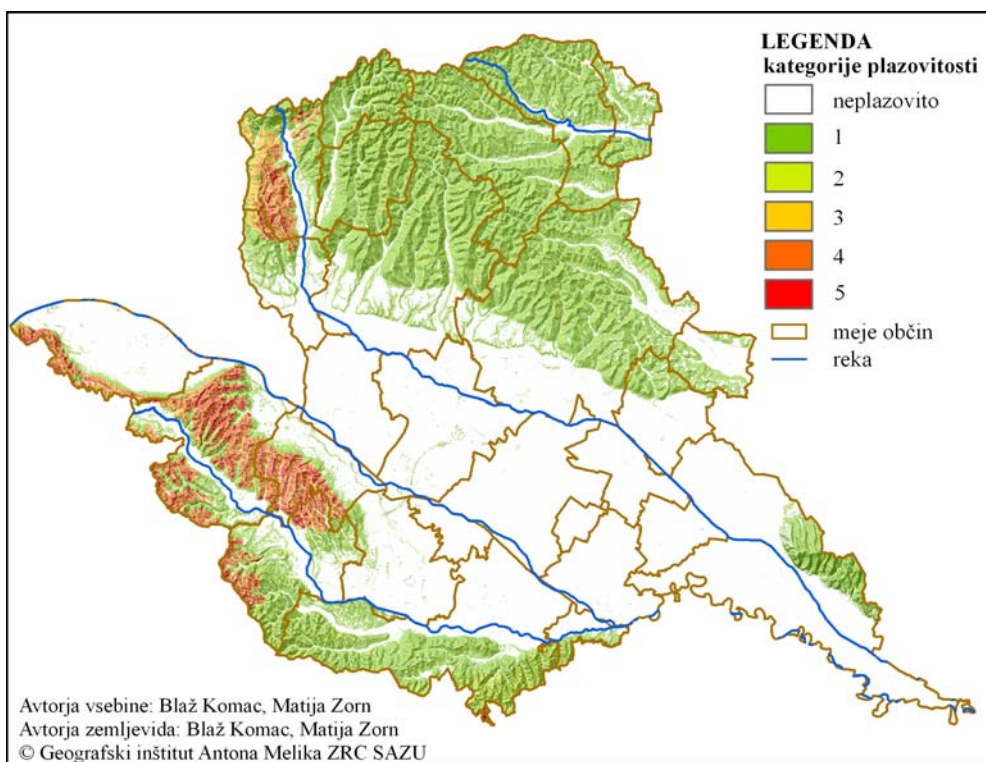 LEGENDA
kategorije plazovitosti
neplazovito
1
2
3
4
5
meje občin
reka
Avtorja vsebine: Blaž Komac, Matija Zorn
Avtorja zemljevida: Blaž Komac, Matija Zorn
© Geografski inštitut Antona Melika ZRC SAZU